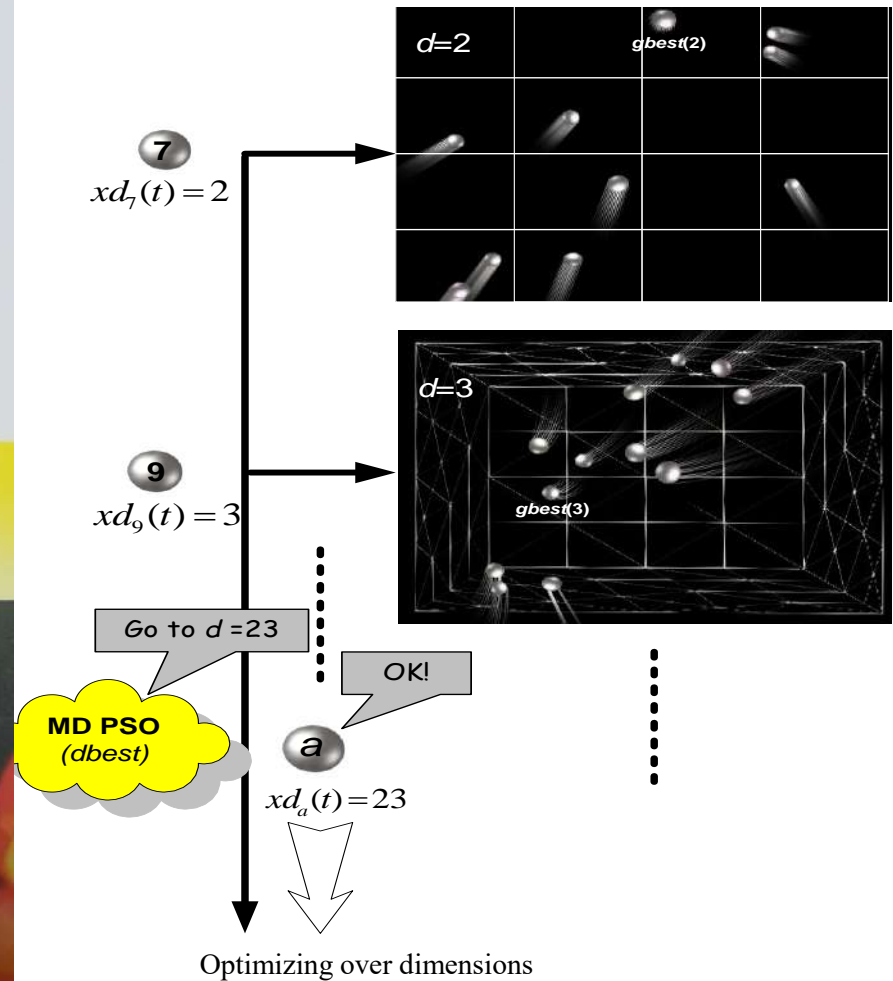 d=2
gbest(2)
7
xd₇(t) = 2
d=3
gbest(3)
9
xd₉(t) = 3
Go to d =23
OK!
MD PSO
(dbest)
a
xdₐ(t) = 23
Optimizing over dimensions